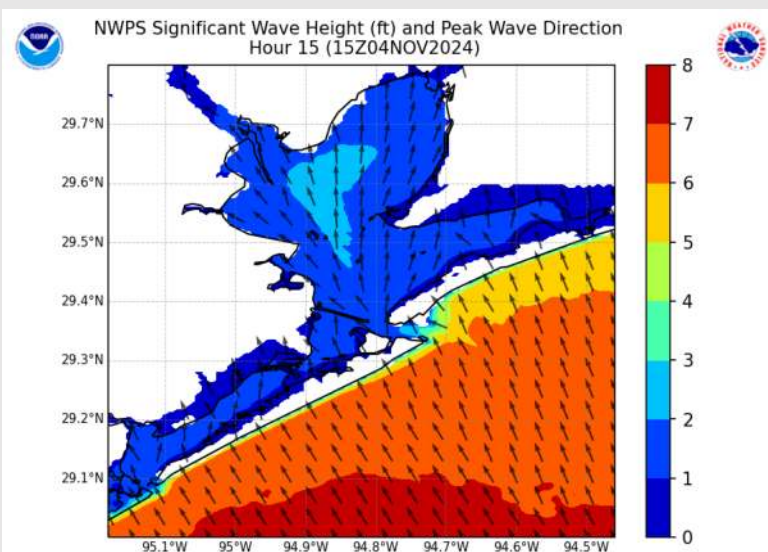 NWPS Significant Wave Height (ft) and Peak Wave Direction
Hour 15 (15Z04NOV2024)
NOAA
29.7°N
29.6°N
29.5°N
29.4°N
29.3°N
29.2°N
29.1°N
95.1°W 95°W 94.9°W 94.8°W 94.7°W 94.6°W 94.5°W
8
7
6
5
4
3
2
1
0